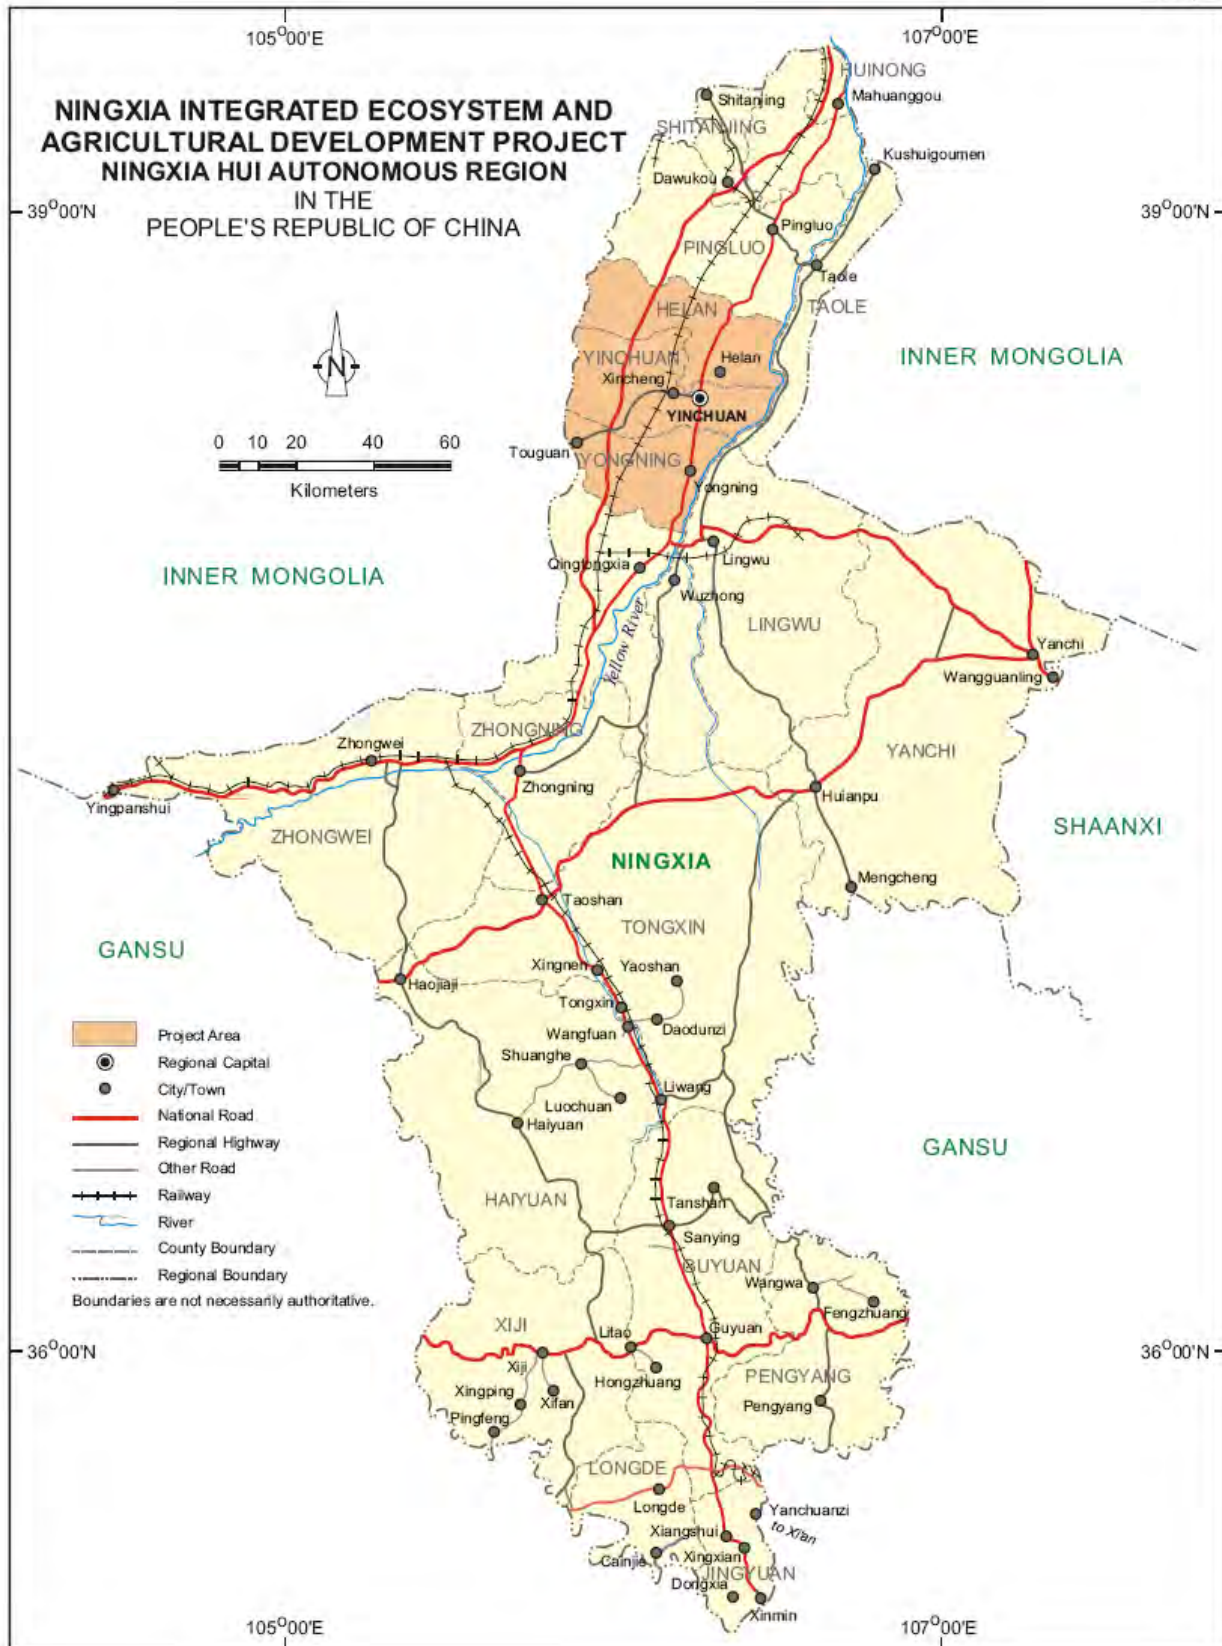 105°00'E
107°00'E
NINGXIA INTEGRATED ECOSYSTEM AND
AGRICULTURAL DEVELOPMENT PROJECT
NINGXIA HUI AUTONOMOUS REGION
IN THE
PEOPLE'S REPUBLIC OF CHINA
HUINONG
Shitanjing
Mahuanggou
SHITANJING
Kushuigoumen
Dawukou
39°00'N
39°00'N
Pingluo
PINGLUO
Taole
TAOLE
HELAN
N
YINCHUAN
Helan
INNER MONGOLIA
Xincheng
YINCHUAN
0 10 20 40 60
Kilometers
Touguan
YONGNING
Yongning
Qingtongxia
Lingwu
INNER MONGOLIA
Wuzhong
Yellow River
LINGWU
Yanchi
Wangguanling
ZHONGNING
Zhongwei
YANCHI
Zhongning
Yingpanshui
Huianpu
ZHONGWEI
SHAANXI
NINGXIA
Mengcheng
Taoshan
TONGXIN
GANSU
Xingnen
Yaoshan
Haojiaji
Tongxin
Wangfuan
Daodunzi
Shuanghe
Liwang
Luochuan
Haiyuan
GANSU
Project Area
Regional Capital
City/Town
National Road
Regional Highway
Other Road
Railway
River
County Boundary
Regional Boundary
Boundaries are not necessarily authoritative.
HAIYUAN
Tanshan
Sanying
BUYUAN
Wangwa
Fengzhuang
XIJI
Litao
Guyuan
36°00'N
36°00'N
Xiji
Hongzhuang
PENGYANG
Xingping
Xifan
Pengyang
Pingfeng
LONGDE
Longde
Yanchuanzi
to Xi'an
Xiangshui
Cainjie
Xingxian
JINGYUAN
Dongxia
Xinmin
105°00'E
107°00'E